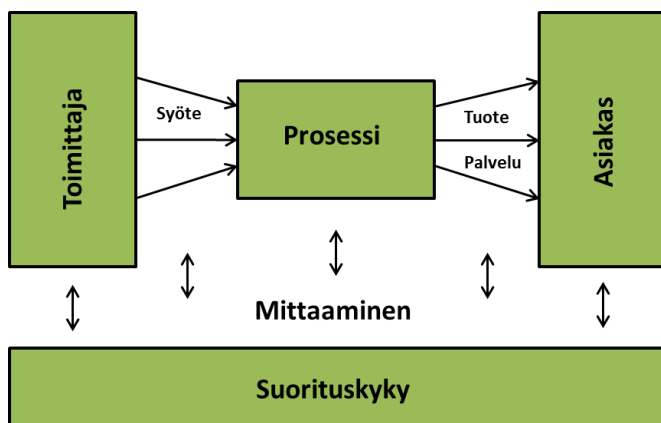 Toimittaja
Syöte
Prosessi
Tuote
Palvelu
Asiakas
Mittaaminen
Suorituskyky